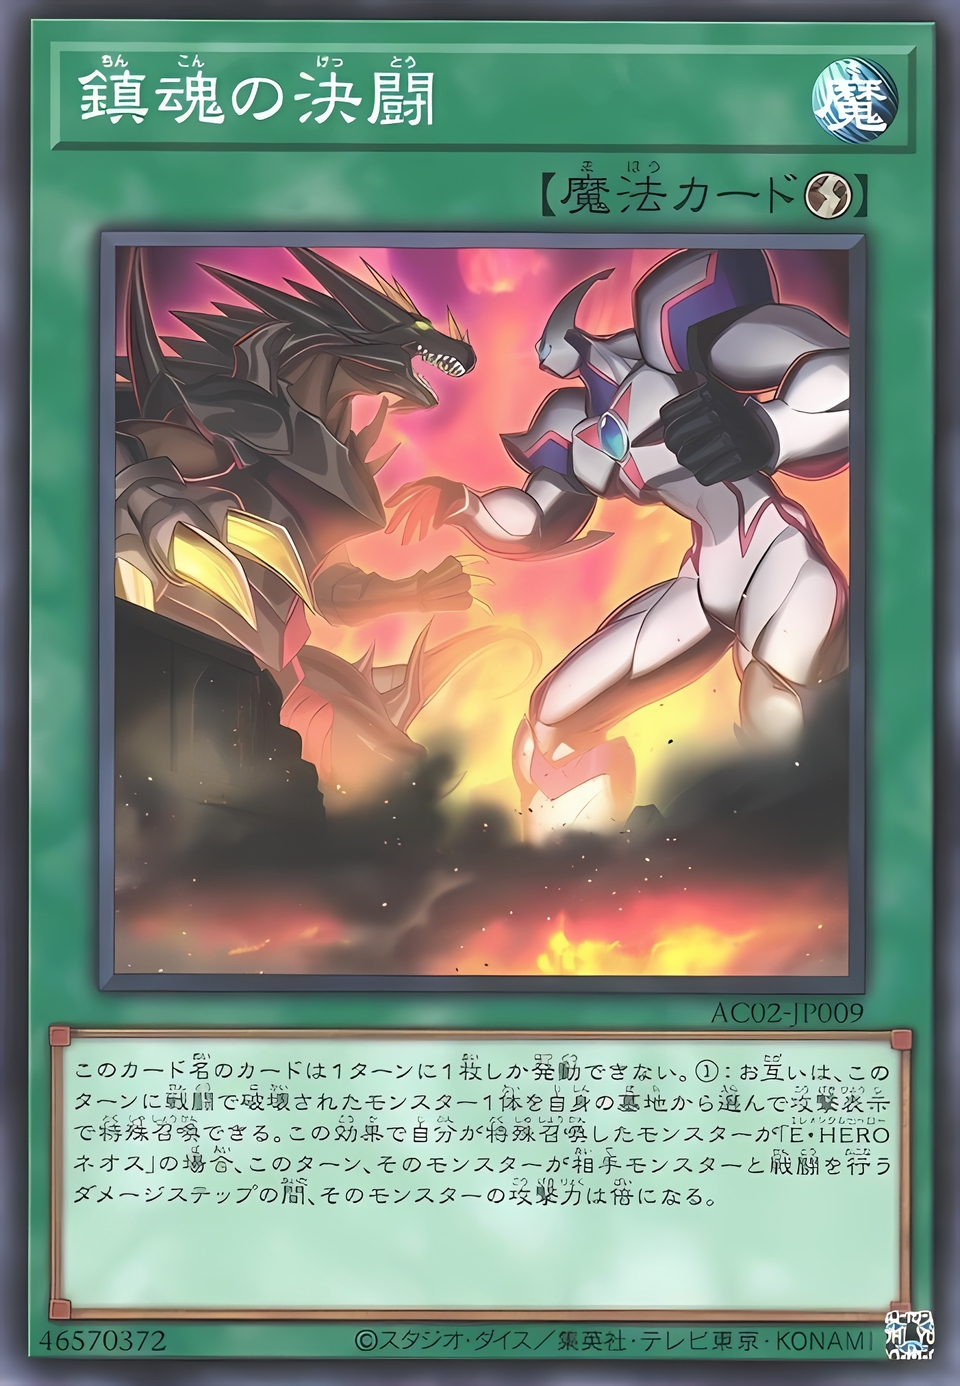 鎮魂の決闘
魔
【魔法カード】
AC02-JP009
このカード名のカードは1ターンに1枚しか発動できない。①：お互いは、この
ターンに戦闘で破壊されたモンスター1体を自身の墓地から選んで攻撃表示
で特殊召喚できる。この効果で自分が特殊召喚したモンスターが「E・HERO
ネオス」の場合、このターン、そのモンスターが相手モンスターと戦闘を行う
ダメージステップの間、そのモンスターの攻撃力は倍になる。
46570372
©スタジオ・ダイス／集英社・テレビ東京・KONAMI